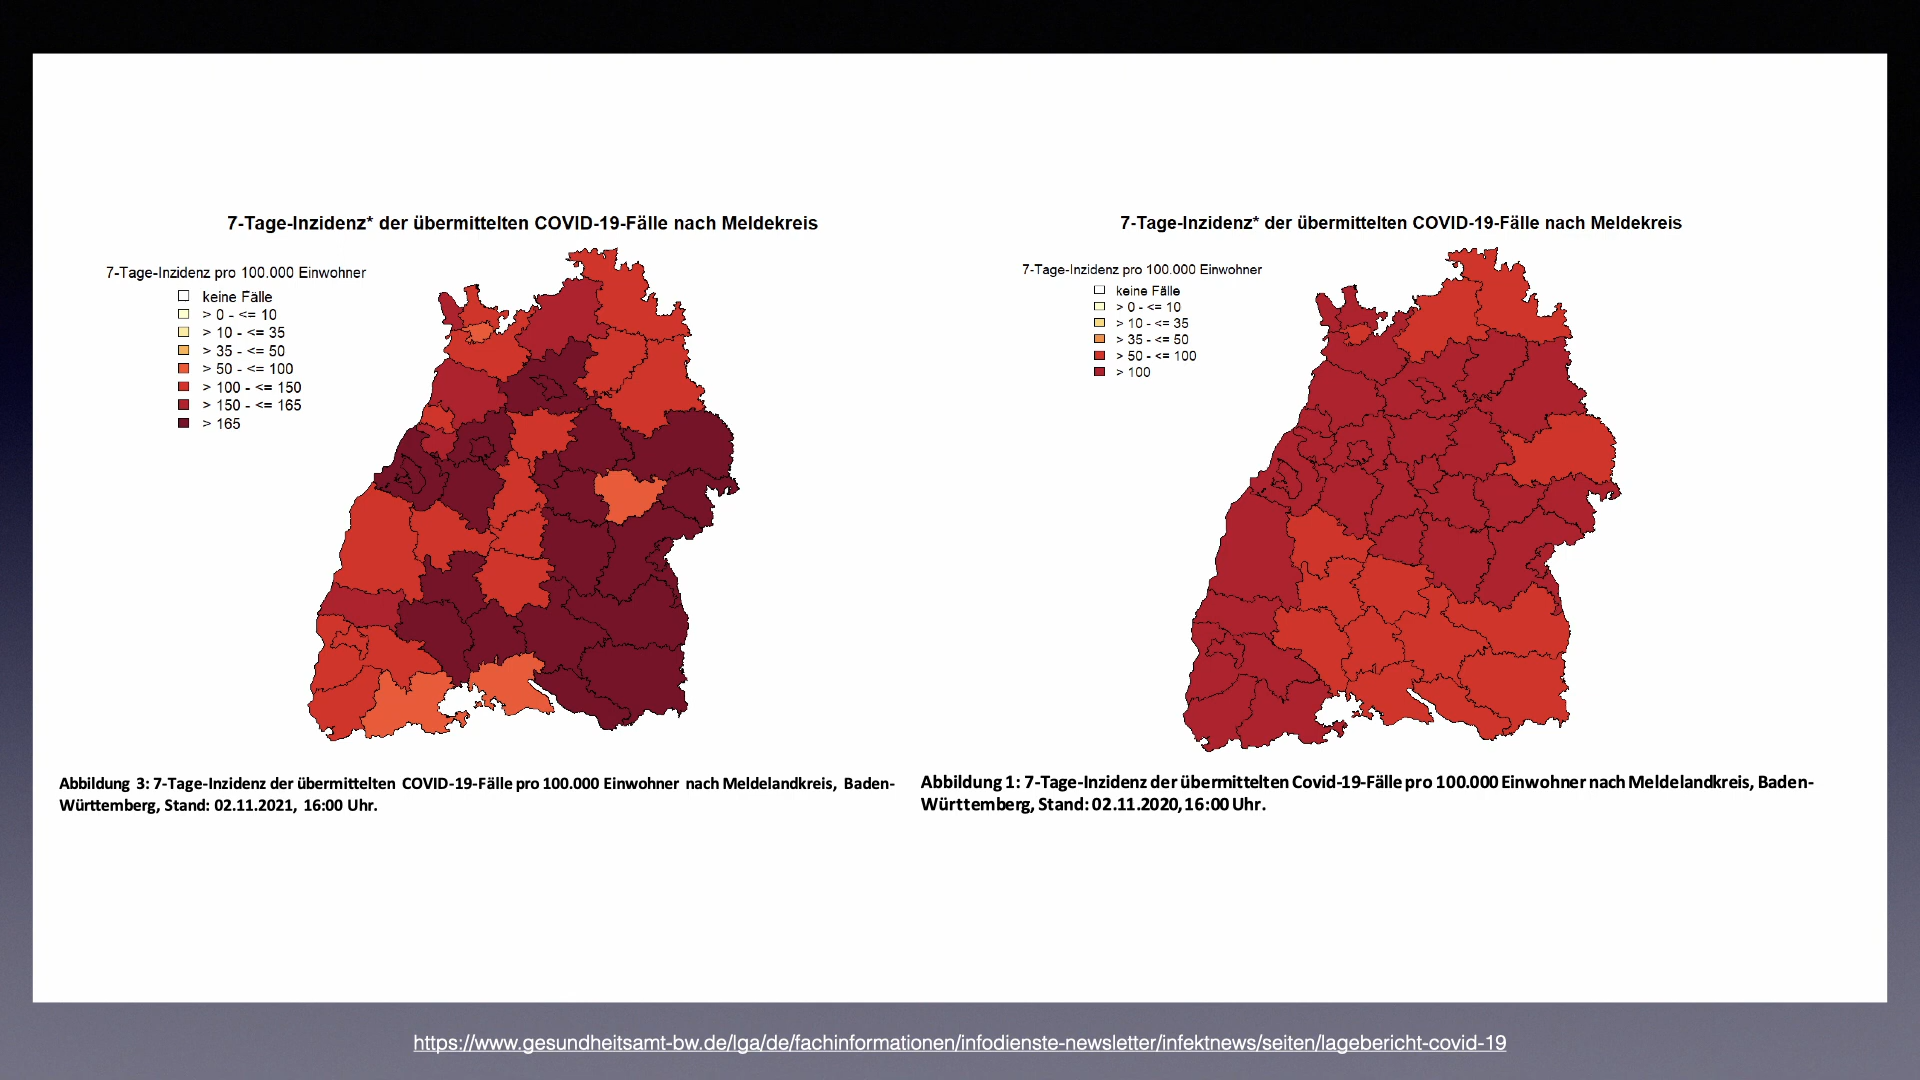 7-Tage-Inzidenz* der übermittelten COVID-19-Fälle nach Meldekreis
7-Tage-Inzidenz pro 100.000 Einwohner
keine Fälle
> 0 - <= 10
> 10 - <= 35
> 35 - <= 50
> 50 - <= 100
> 100 - <= 150
> 150 - <= 165
> 165
Abbildung 3: 7-Tage-Inzidenz der übermittelten COVID-19-Fälle pro 100.000 Einwohner nach Meldelandkreis, Baden-
Württemberg, Stand: 02.11.2021, 16:00 Uhr.
7-Tage-Inzidenz* der übermittelten COVID-19-Fälle nach Meldekreis
7-Tage-Inzidenz pro 100.000 Einwohner
keine Fälle
> 0 - <= 10
> 10 - <= 35
> 35 - <= 50
> 50 - <= 100
> 100
Abbildung 1: 7-Tage-Inzidenz der übermittelten Covid-19-Fälle pro 100.000 Einwohner nach Meldelandkreis, Baden-
Württemberg, Stand: 02.11.2020, 16:00 Uhr.
https://www.gesundheitsamt-bw.de/lga/de/fachinformationen/infodienste-newsletter/infektnews/seiten/lagebericht-covid-19